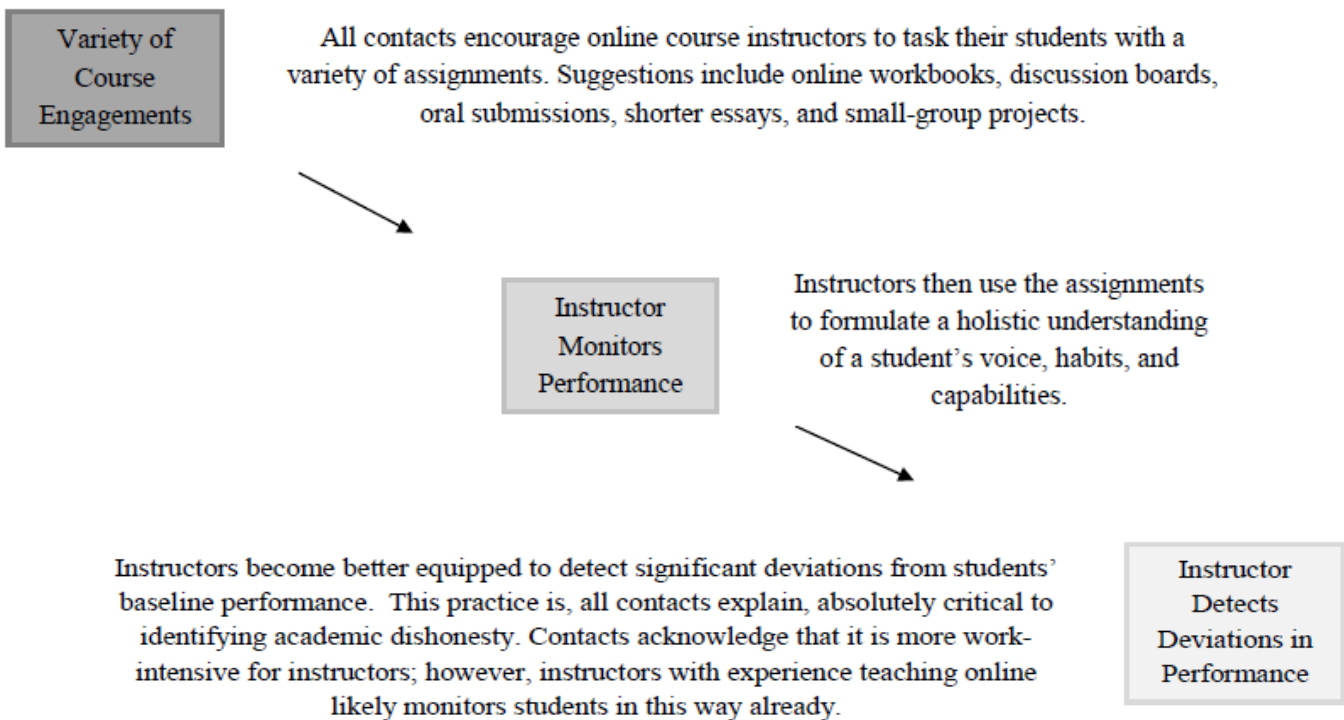 Variety of
Course
Engagements
All contacts encourage online course instructors to task their students with a
variety of assignments. Suggestions include online workbooks, discussion boards,
oral submissions, shorter essays, and small-group projects.
Instructor
Monitors
Performance
Instructors then use the assignments
to formulate a holistic understanding
of a student’s voice, habits, and
capabilities.
Instructors become better equipped to detect significant deviations from students’
baseline performance.  This practice is, all contacts explain, absolutely critical to
identifying academic dishonesty. Contacts acknowledge that it is more work-
intensive for instructors; however, instructors with experience teaching online
likely monitors students in this way already.
Instructor
Detects
Deviations in
Performance